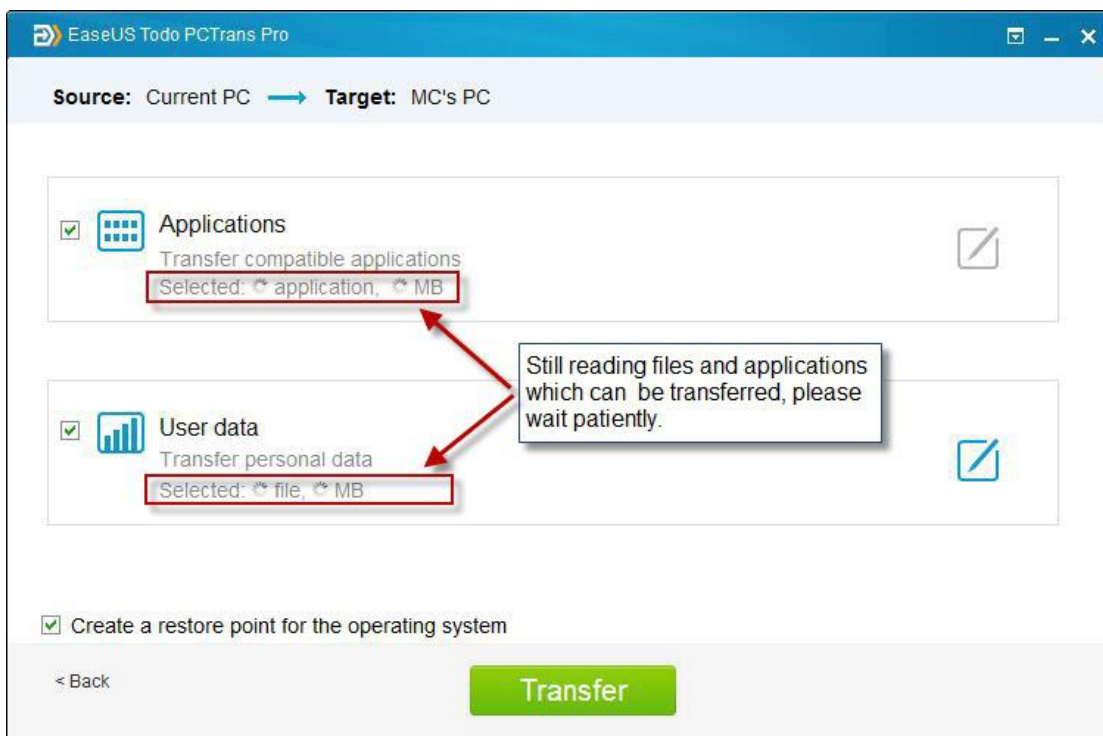 EaseUS Todo PCTrans Pro
Source: Current PC Target: MC's PC
Applications
Transfer compatible applications
Selected: application, MB
Still reading files and applications
which can be transferred, please
wait patiently.
User data
Transfer personal data
Selected: file, MB
Create a restore point for the operating system
< Back
Transfer